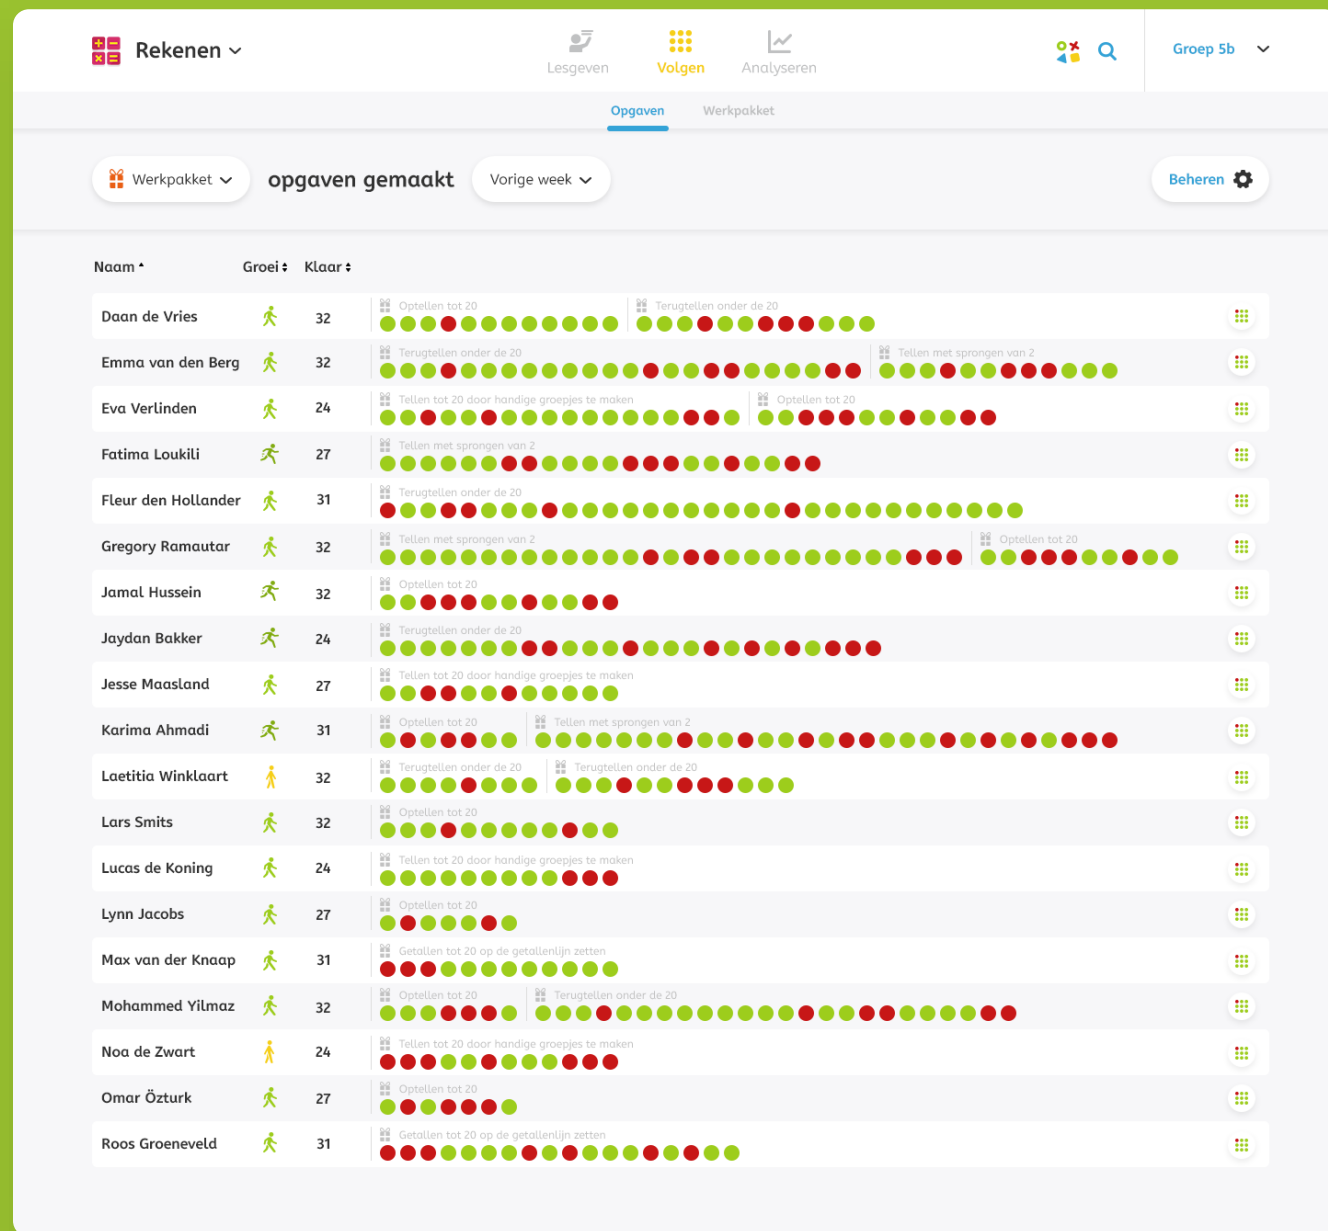 Rekenen
Lesgeven
Volgen
Analyseren
Groep 5b
Opgaven
Werkpakket
Werkpakket
opgaven gemaakt
Vorige week
Beheren
Naam
Groei
Klaar
Daan de Vries
32
Optellen tot 20
Terugtellen onder de 20
Emma van den Berg
32
Terugtellen onder de 20
Tellen met sprongen van 2
Eva Verlinden
24
Tellen tot 20 door handige groepjes te maken
Optellen tot 20
Fatima Loukili
27
Tellen met sprongen van 2
Fleur den Hollander
31
Terugtellen onder de 20
Gregory Ramautar
32
Tellen met sprongen van 2
Optellen tot 20
Jamal Hussein
32
Optellen tot 20
Jaydan Bakker
24
Terugtellen onder de 20
Jesse Maasland
27
Tellen tot 20 door handige groepjes te maken
Karima Ahmadi
31
Optellen tot 20
Tellen met sprongen van 2
Laetitia Winklaart
32
Terugtellen onder de 20
Terugtellen onder de 20
Lars Smits
32
Optellen tot 20
Lucas de Koning
24
Tellen tot 20 door handige groepjes te maken
Lynn Jacobs
27
Optellen tot 20
Max van der Knaap
31
Getallen tot 20 op de getallenlijn zetten
Mohammed Yilmaz
32
Optellen tot 20
Terugtellen onder de 20
Noa de Zwart
24
Tellen tot 20 door handige groepjes te maken
Omar Özturk
27
Optellen tot 20
Roos Groeneveld
31
Getallen tot 20 op de getallenlijn zetten